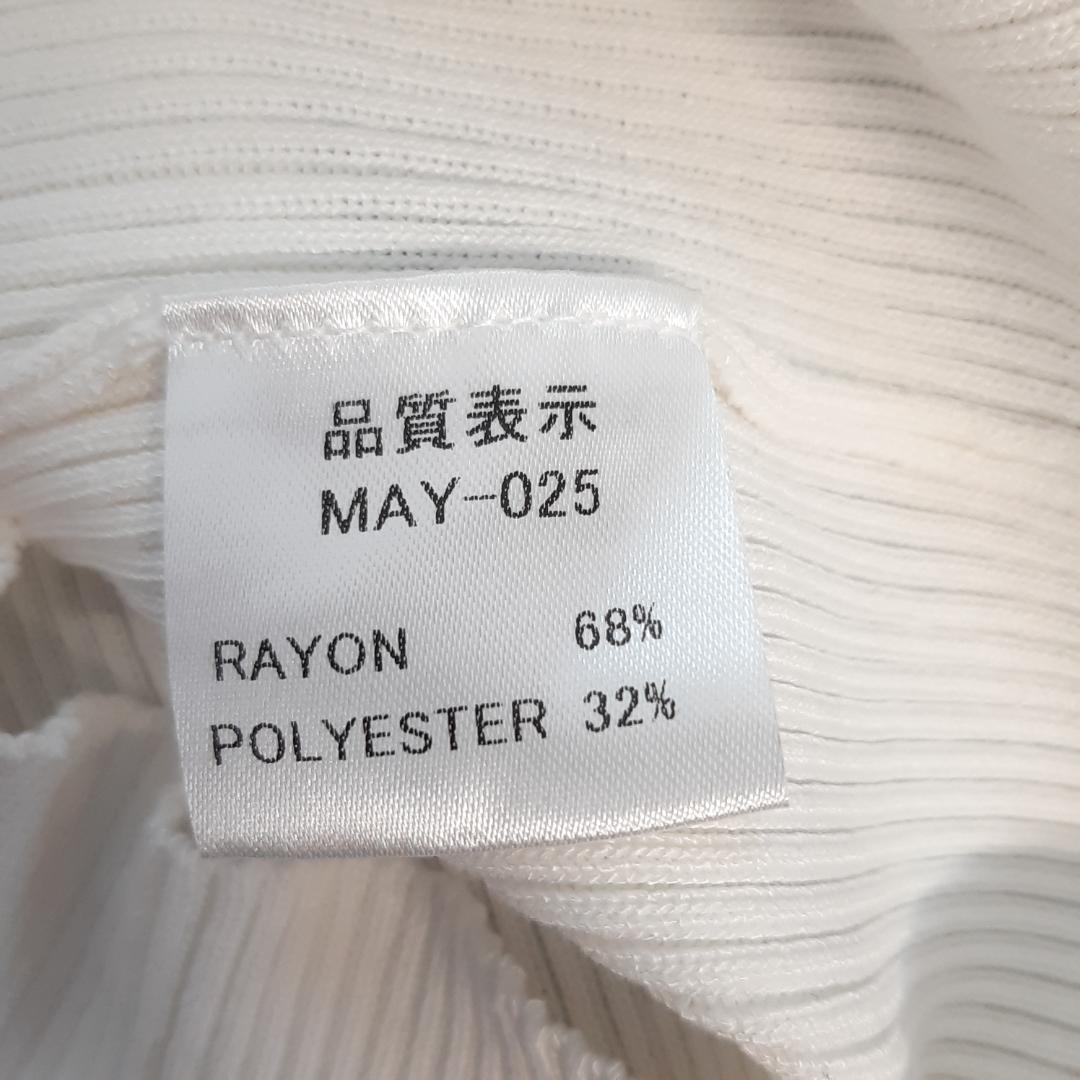 品質表示
MAY-025
RAYON 68%
POLYESTER 32%